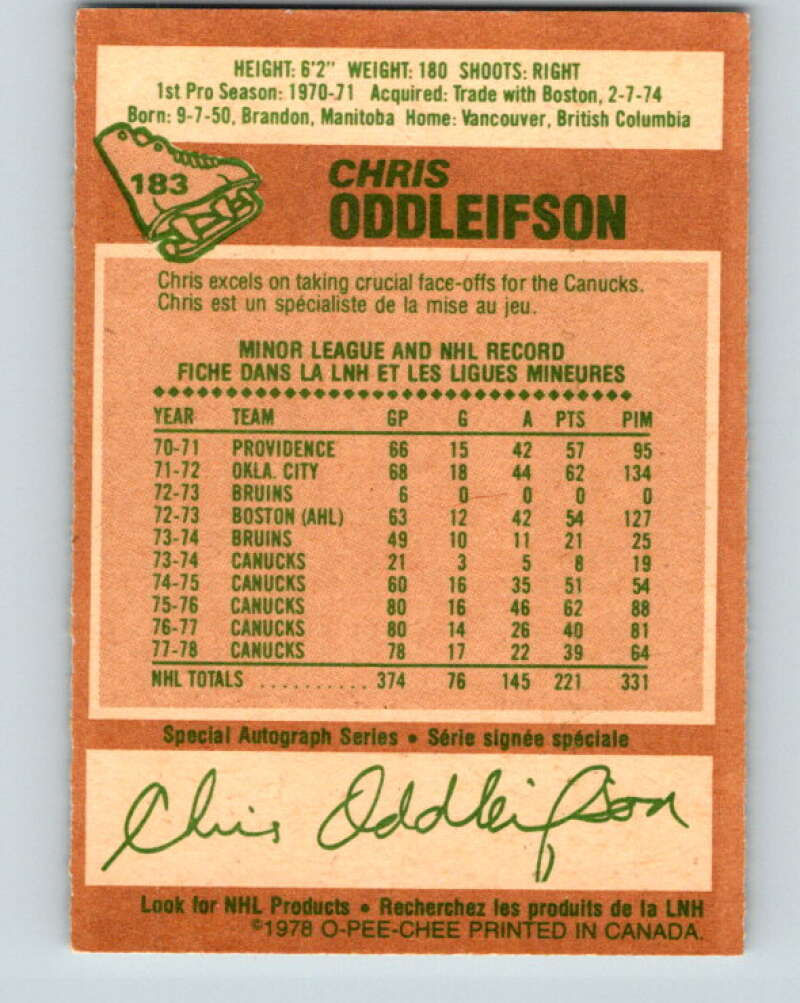 HEIGHT: 6'2" WEIGHT: 180 SHOOTS: RIGHT
1st Pro Season: 1970-71 Acquired: Trade with Boston, 2-7-74
Born: 9-7-50, Brandon, Manitoba Home: Vancouver, British Columbia
183
CHRIS
ODDLEIFSON
Chris excels on taking crucial face-offs for the Canucks.
Chris est un spécialiste de la mise au jeu.
MINOR LEAGUE AND NHL RECORD
FICHE DANS LA LNH ET LES LIGUES MINEURES
YEAR TEAM GP G A PTS PIM
70-71 PROVIDENCE 66 15 42 57 95
71-72 OKLA. CITY 68 18 44 62 134
72-73 BRUINS 6 0 0 0 0
72-73 BOSTON (AHL) 63 12 42 54 127
73-74 BRUINS 49 10 11 21 25
73-74 CANUCKS 21 3 5 8 19
74-75 CANUCKS 60 16 35 51 54
75-76 CANUCKS 80 16 46 62 88
76-77 CANUCKS 80 14 26 40 81
77-78 CANUCKS 78 17 22 39 64
NHL TOTALS .......... 374 76 145 221 331
Special Autograph Series • Série signée spéciale
Chris Oddleifson
Look for NHL Products • Recherchez les produits de la LNH
©1978 O-PEE-CHEE PRINTED IN CANADA.